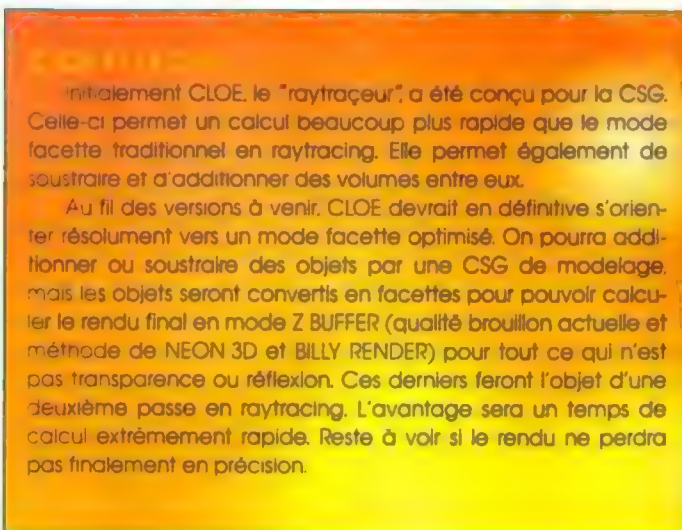 Initialement CLOE, le "raytraçeur", a été conçu pour la CSG.
Celle-ci permet un calcul beaucoup plus rapide que le mode
facette traditionnel en raytracing. Elle permet également de
soustraire et d'additionner des volumes entre eux.
Au fil des versions à venir, CLOE devrait en définitive s'orien-
ter résolument vers un mode facette optimisé. On pourra addi-
tionner ou soustraire des objets par une CSG de modelage,
mais les objets seront convertis en facettes pour pouvoir calcu-
ler le rendu final en mode Z BUFFER (qualité brouillon actuelle et
méthode de NEON 3D et BILLY RENDER) pour tout ce qui n'est
pas transparence ou réflexion. Ces derniers feront l'objet d'une
deuxième passe en raytracing. L'avantage sera un temps de
calcul extrêmement rapide. Reste à voir si le rendu ne perdra
pas finalement en précision.